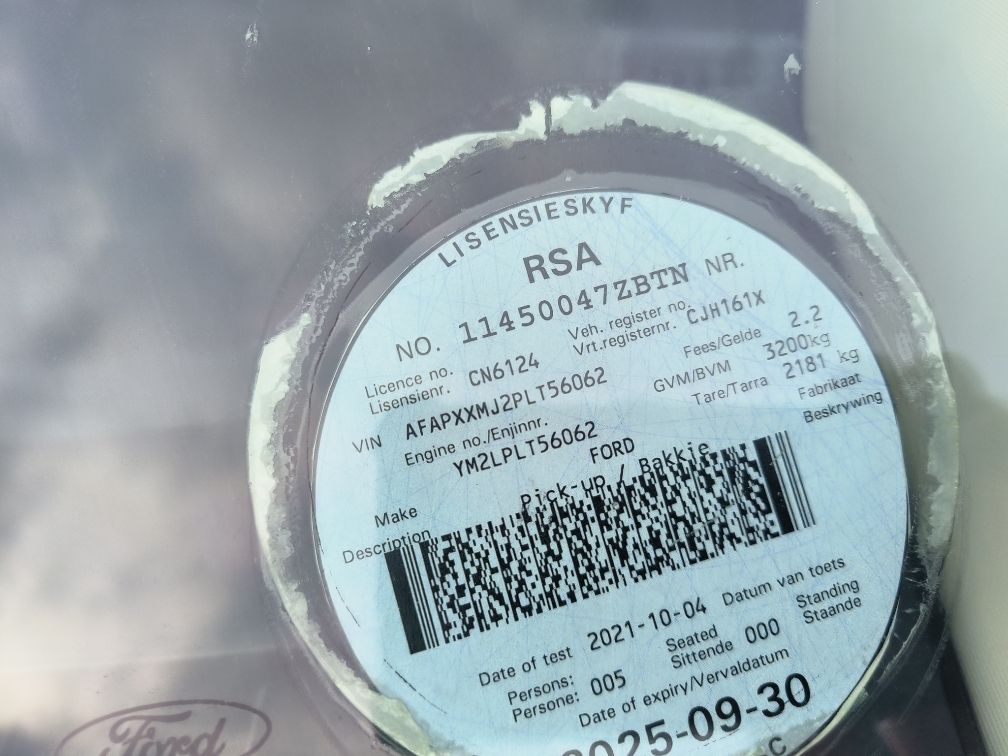 LISENSIESKYF
RSA
NO. 11450047ZBTN NR.
Licence no. CN6124 Veh. register no. CJH161X
Lisensienr. Vrt.registernr.
VIN AFAPXXMJ2PLT56062 Fees/Gelde 2.2
Engine no./Enjinnr. GVM/BVM 3200kg
YM2LPLT56062 Tare/Tarra 2181 kg
Make FORD Fabrikaat
Description Pick-up / Bakkie Beskrywing
Date of test 2021-10-04 Datum van toets
Persons: 005 Seated 000 Standing
Persone: Sittende Staande
Date of expiry/Vervaldatum
2025-09-30
C
Ford